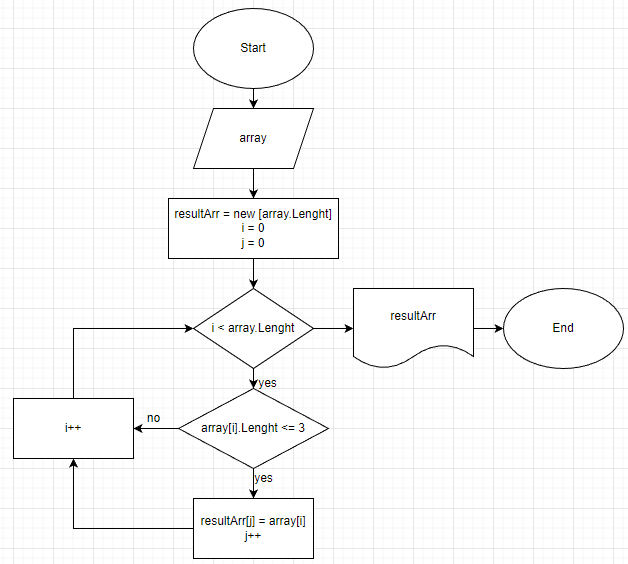 Start
array
resultArr = new [array.Lenght]
i = 0
j = 0
i < array.Lenght
resultArr
End
yes
array[i].Lenght <= 3
no
i++
yes
resultArr[j] = array[i]
j++